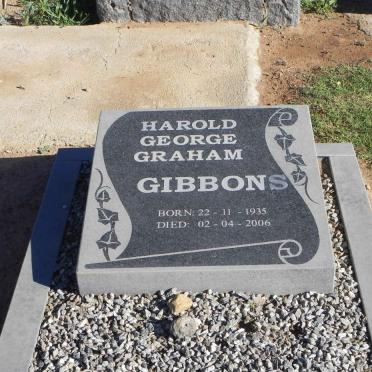 HAROLD
GEORGE
GRAHAM
GIBBONS
BORN: 22 - 11 - 1935
DIED: 02 - 04 - 2006